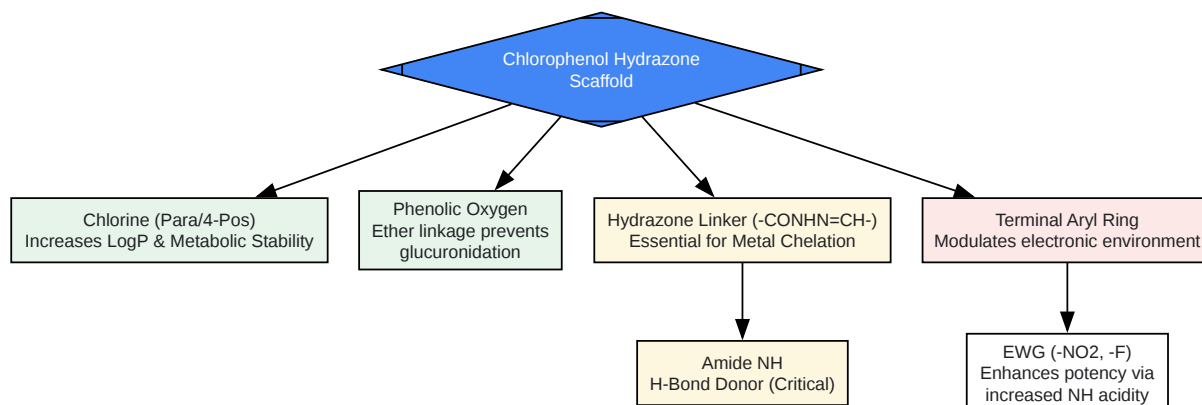 Chlorophenol Hydrazone
Scaffold
Chlorine (Para/4-Pos)
Increases LogP & Metabolic Stability
Phenolic Oxygen
Ether linkage prevents
glucuronidation
Hydrazone Linker (-CONHN=CH-)
Essential for Metal Chelation
Terminal Aryl Ring
Modulates electronic environment
Amide NH
H-Bond Donor (Critical)
EWG (-NO2, -F)
Enhances potency via
increased NH acidity